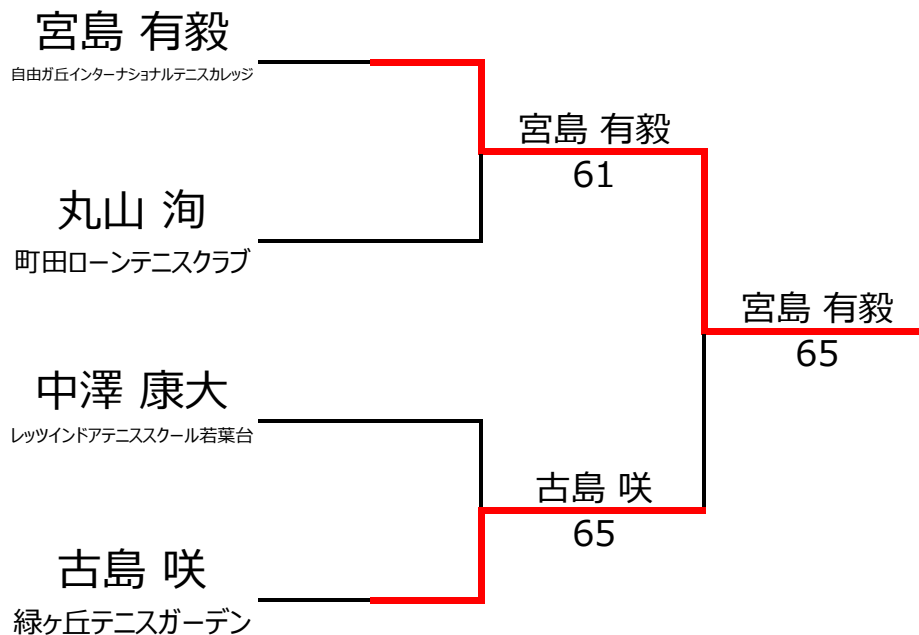 宮島 有毅
自由ガ丘インターナショナルテニスカレッジ
宮島 有毅
61
丸山 洵
町田ローンテニスクラブ
宮島 有毅
65
中澤 康大
レッツインドアテニススクール若葉台
古島 咲
65
古島 咲
緑ヶ丘テニスガーデン